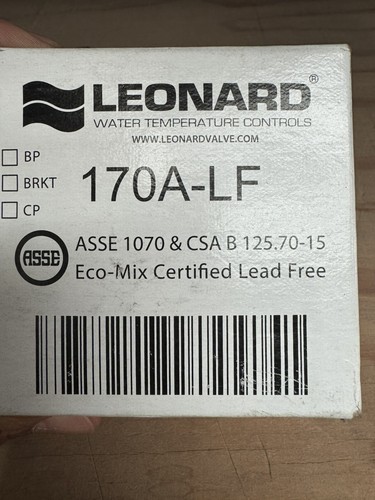 LEONARD®
WATER TEMPERATURE CONTROLS
WWW.LEONARDVALVE.COM
BP
BRKT
CP
170A-LF
ASSE
ASSE 1070 & CSA B 125.70-15
Eco-Mix Certified Lead Free